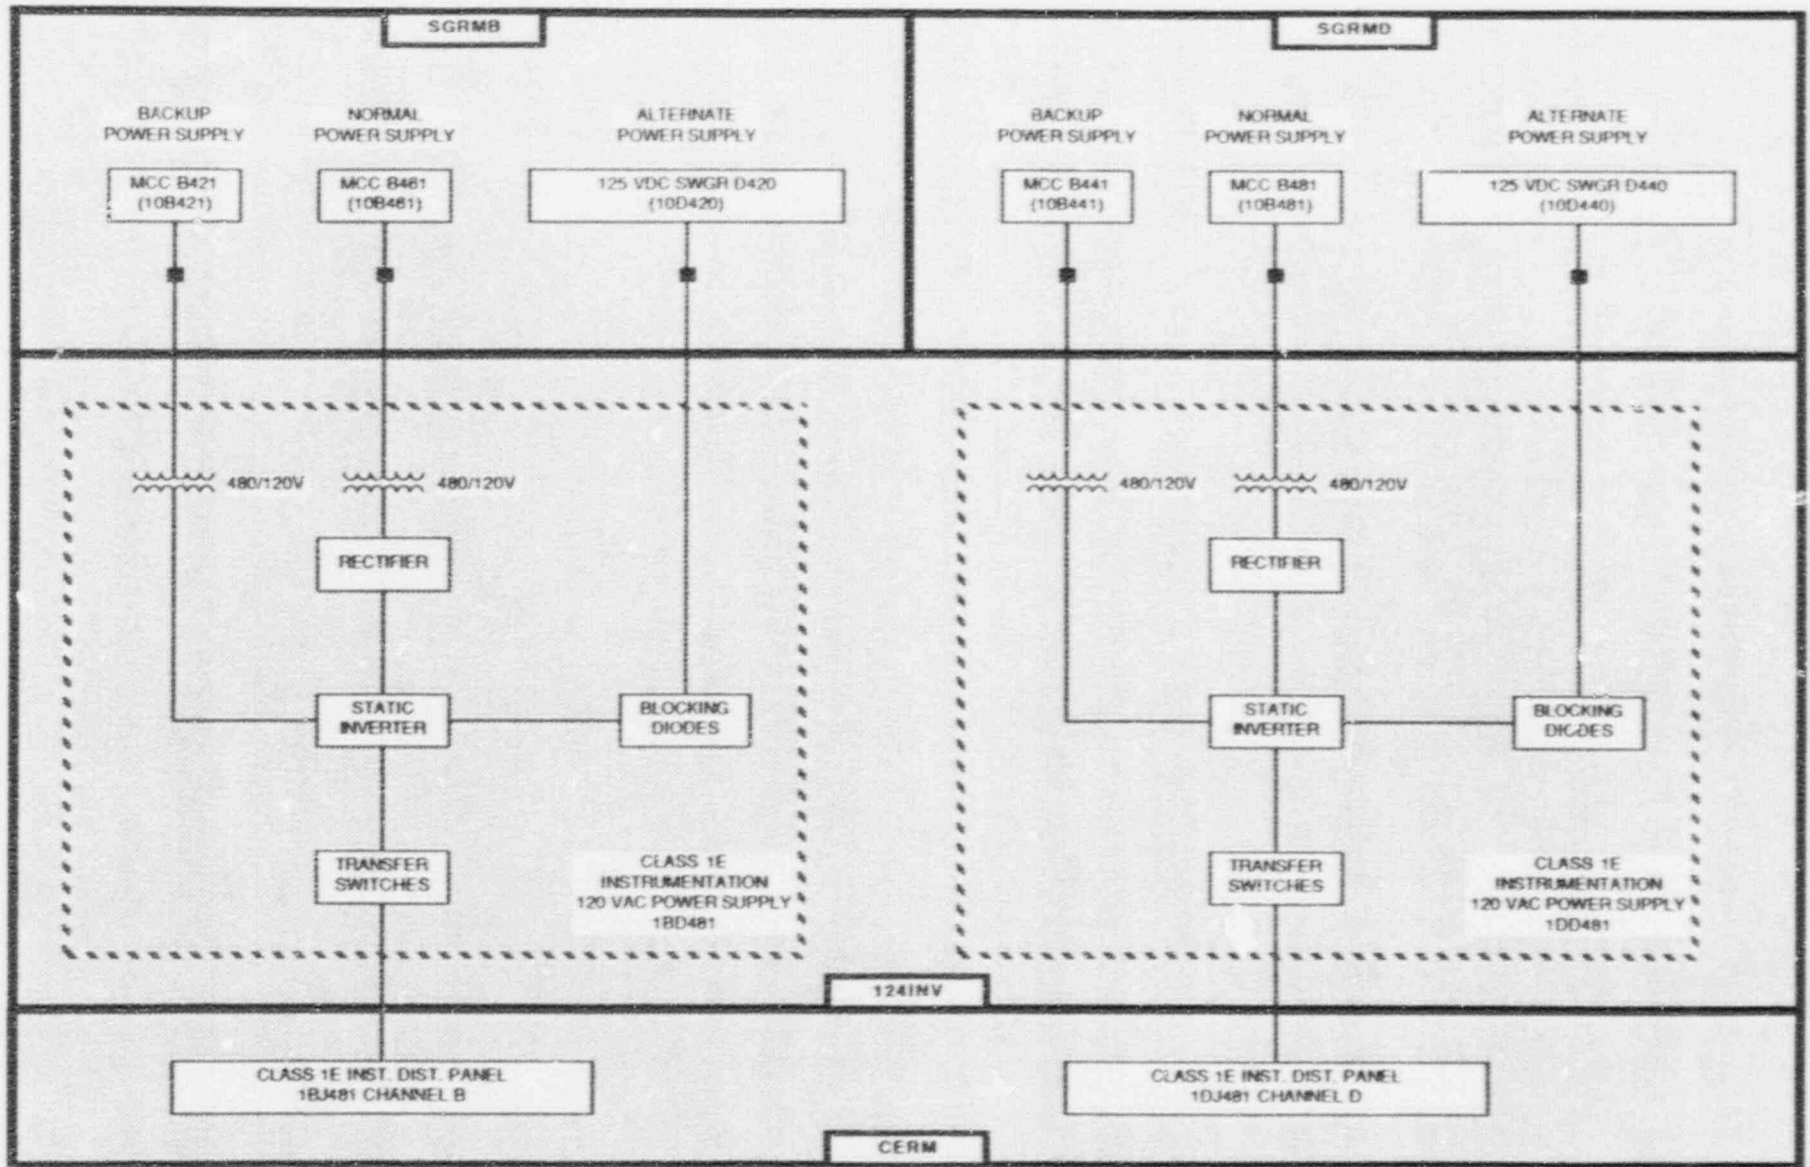 SGRMB
SGRMD
BACKUP
POWER SUPPLY
NORMAL
POWER SUPPLY
ALTERNATE
POWER SUPPLY
BACKUP
POWER SUPPLY
NORMAL
POWER SUPPLY
ALTERNATE
POWER SUPPLY
MCC B421
(10B421)
MCC B461
(10B461)
125 VDC SWGR D420
(10D420)
MCC B441
(10B441)
MCC B481
(10B481)
125 VDC SWGR D440
(10D440)
480/120V
480/120V
480/120V
480/120V
RECTIFIER
RECTIFIER
STATIC
INVERTER
BLOCKING
DIODES
STATIC
INVERTER
BLOCKING
DIODES
TRANSFER
SWITCHES
CLASS 1E
INSTRUMENTATION
120 VAC POWER SUPPLY
1BD481
TRANSFER
SWITCHES
CLASS 1E
INSTRUMENTATION
120 VAC POWER SUPPLY
1DD481
124INV
CLASS 1E INST. DIST. PANEL
1BJ481 CHANNEL B
CLASS 1E INST. DIST. PANEL
1DJ481 CHANNEL D
CERM